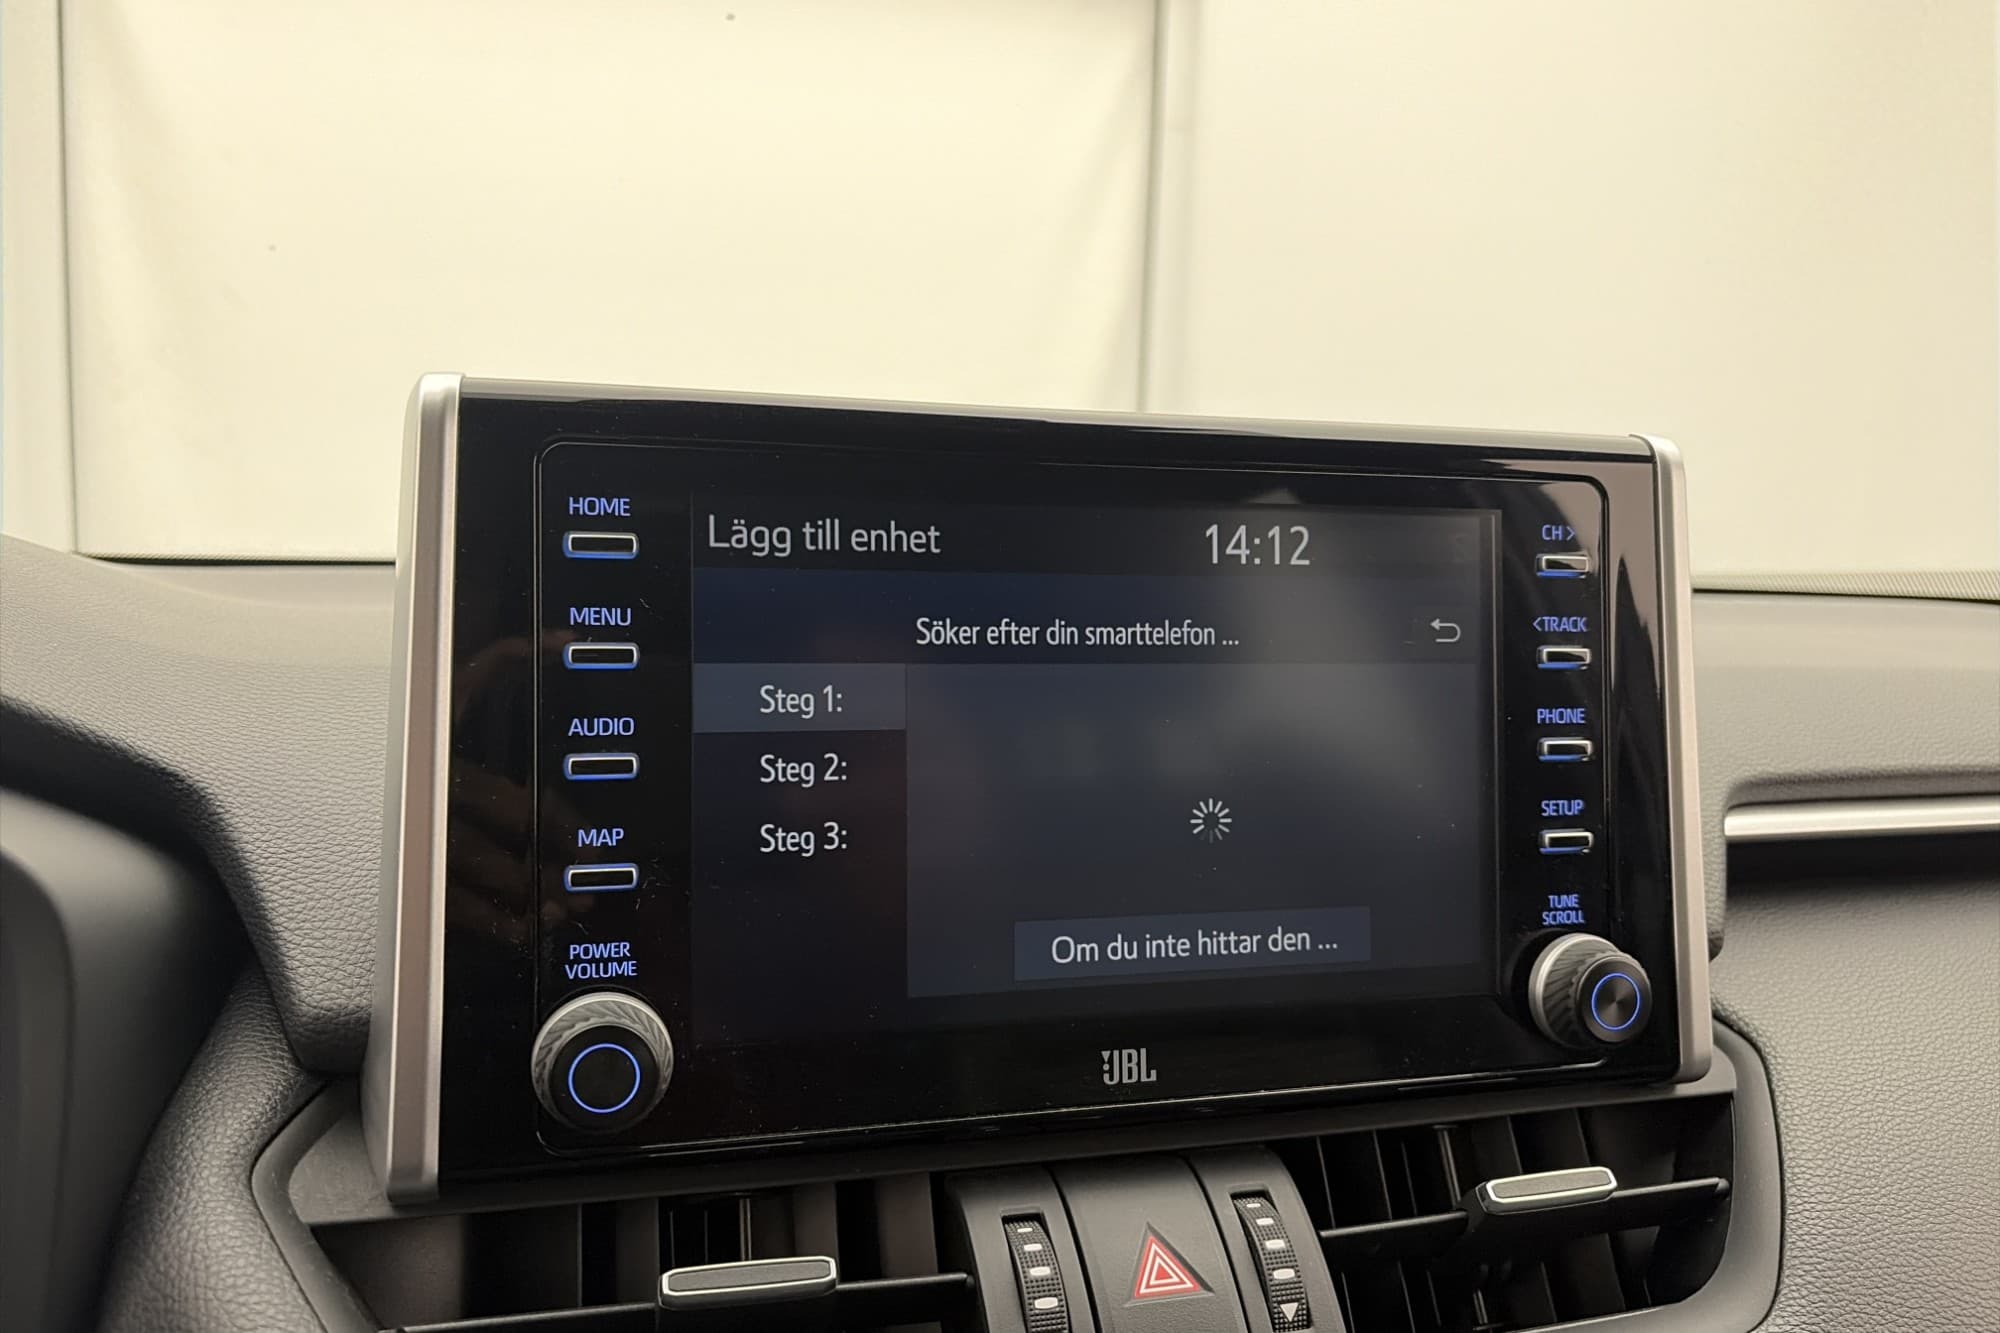 HOME
MENU
AUDIO
MAP
POWER
VOLUME
Lägg till enhet
14:12
Söker efter din smarttelefon ...
Steg 1:
Steg 2:
Steg 3:
Om du inte hittar den ...
CH >
<TRACK
PHONE
SETUP
TUNE
SCROLL
JBL